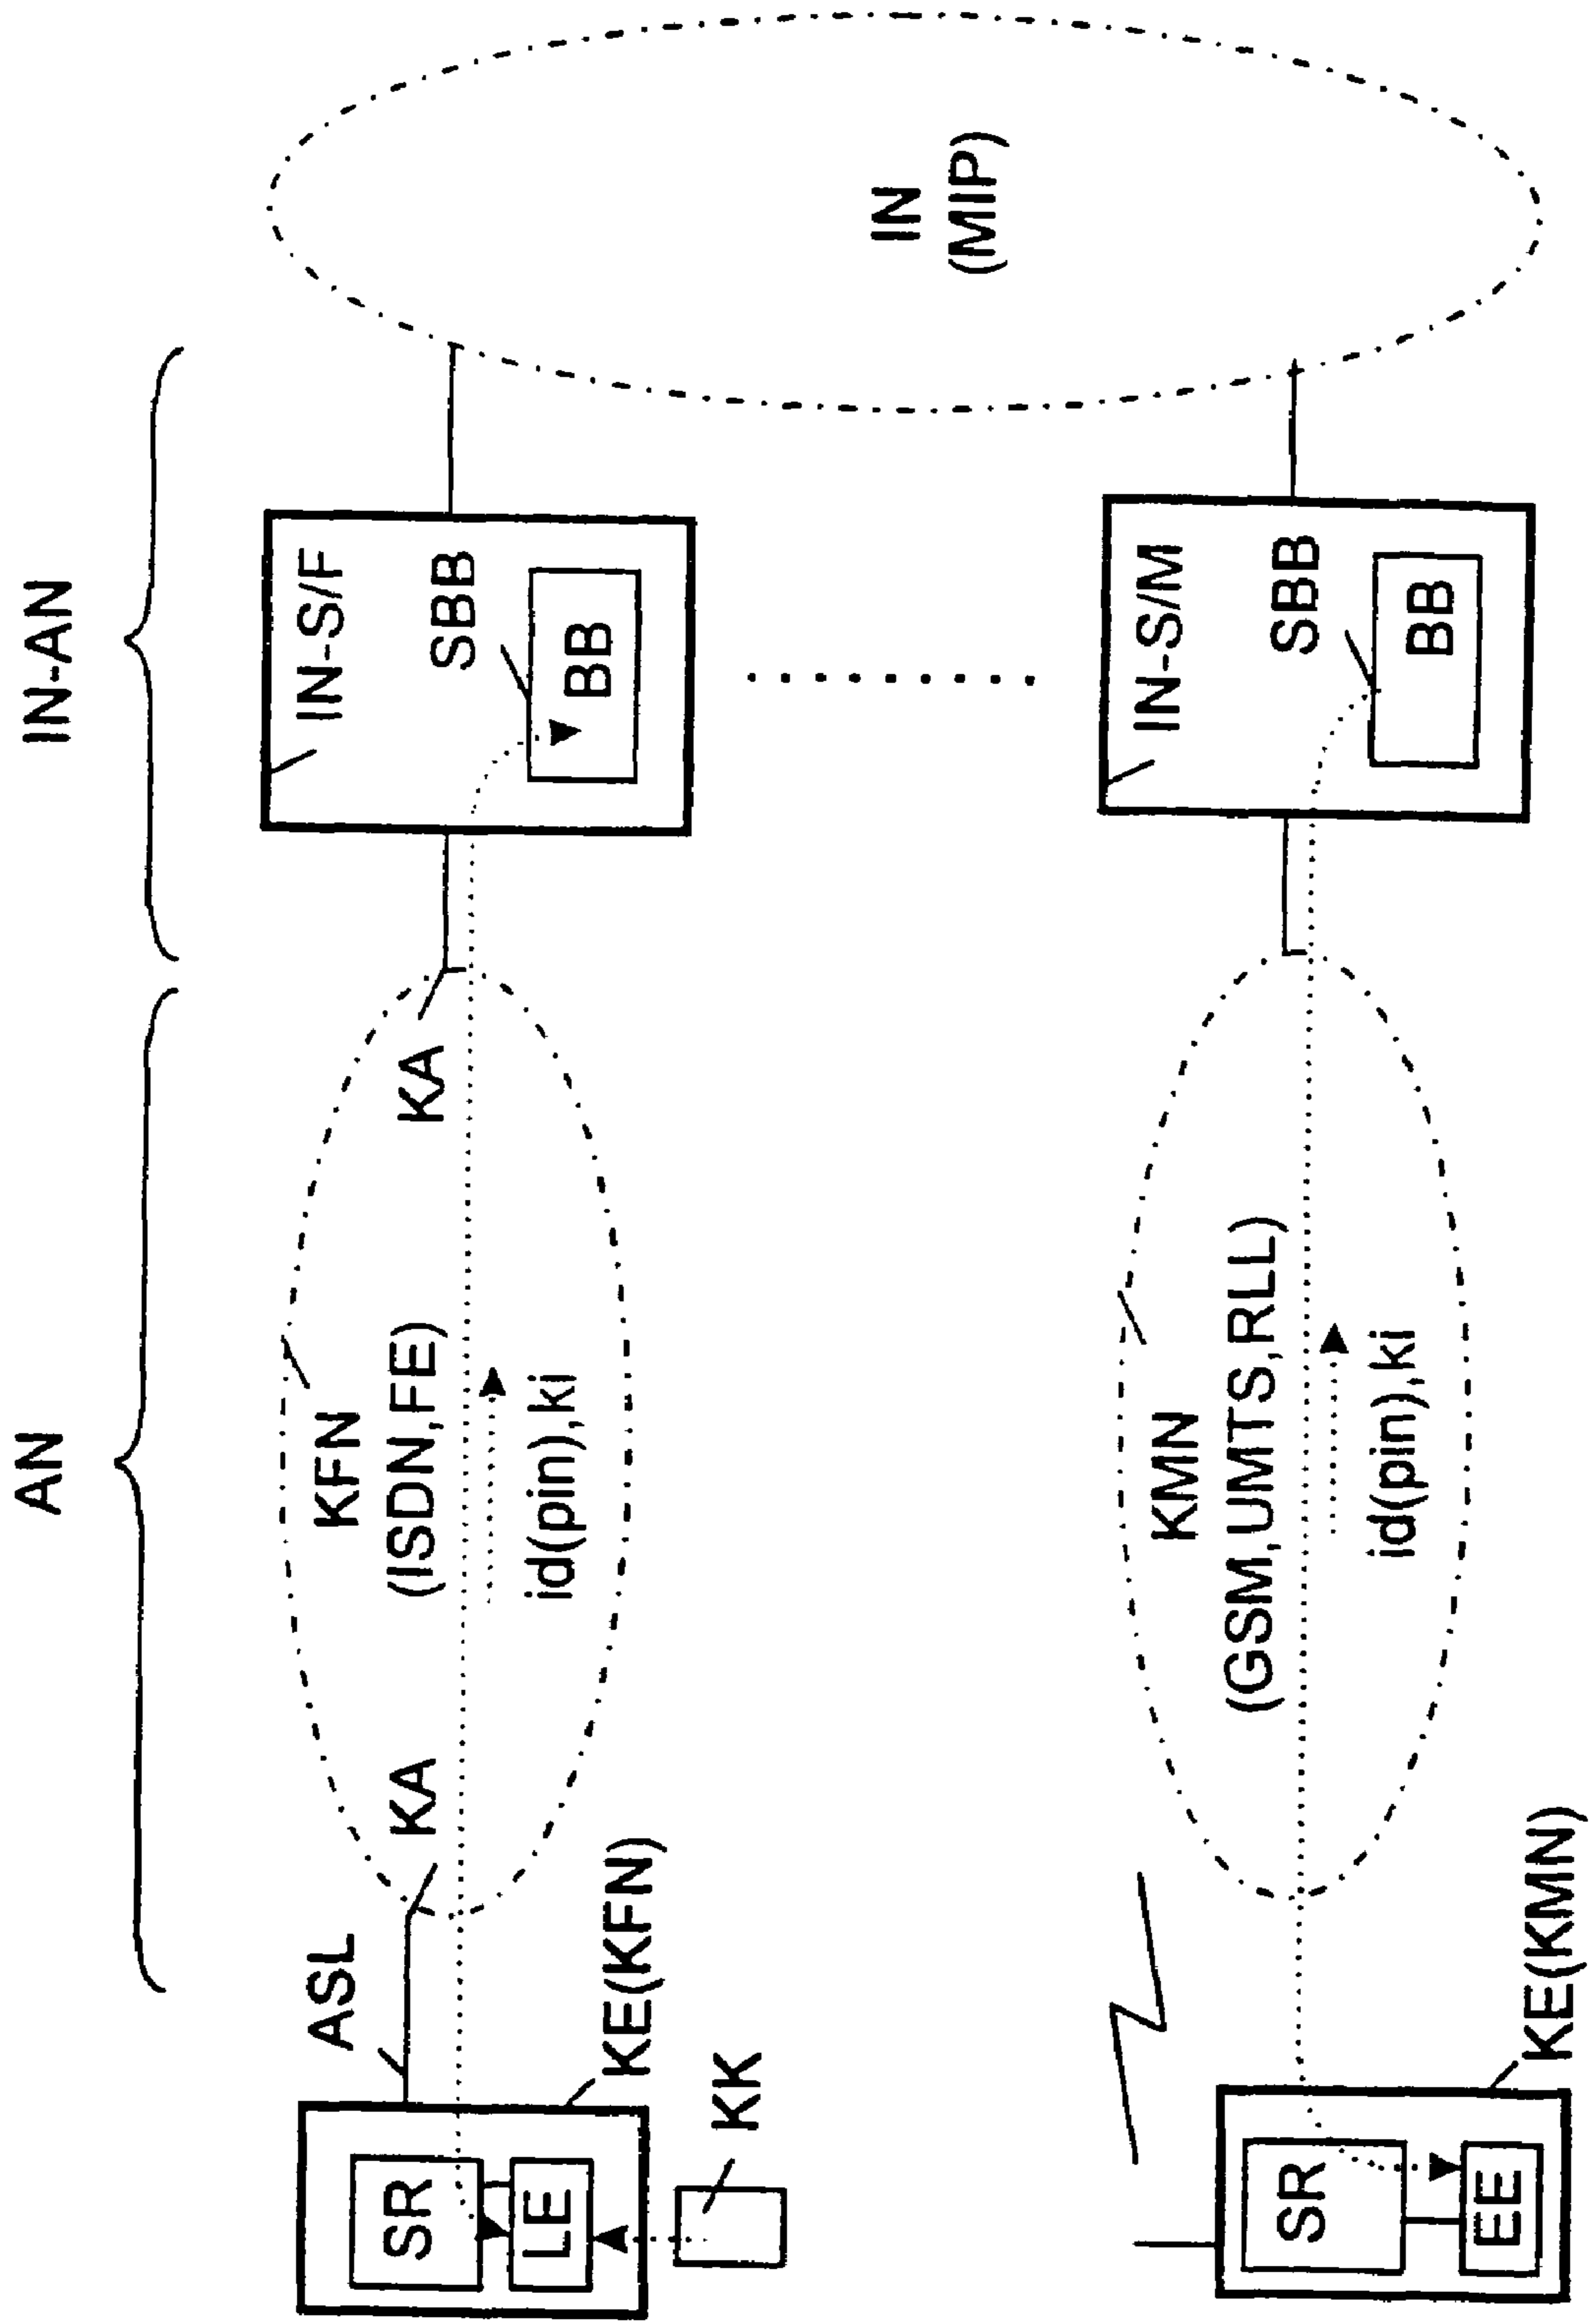 AN
IN-AN
ASL
KA
KFN
(ISDN,FE)
id(pin),ki
KA
IN-S/F
SBB
BB
SR
LE
KE(KFN)
KK
IN
(MIP)
KMN
(GSM,UMTS,RLL)
id(pin),ki
IN-S/M
SBB
BB
SR
EE
KE(KMN)